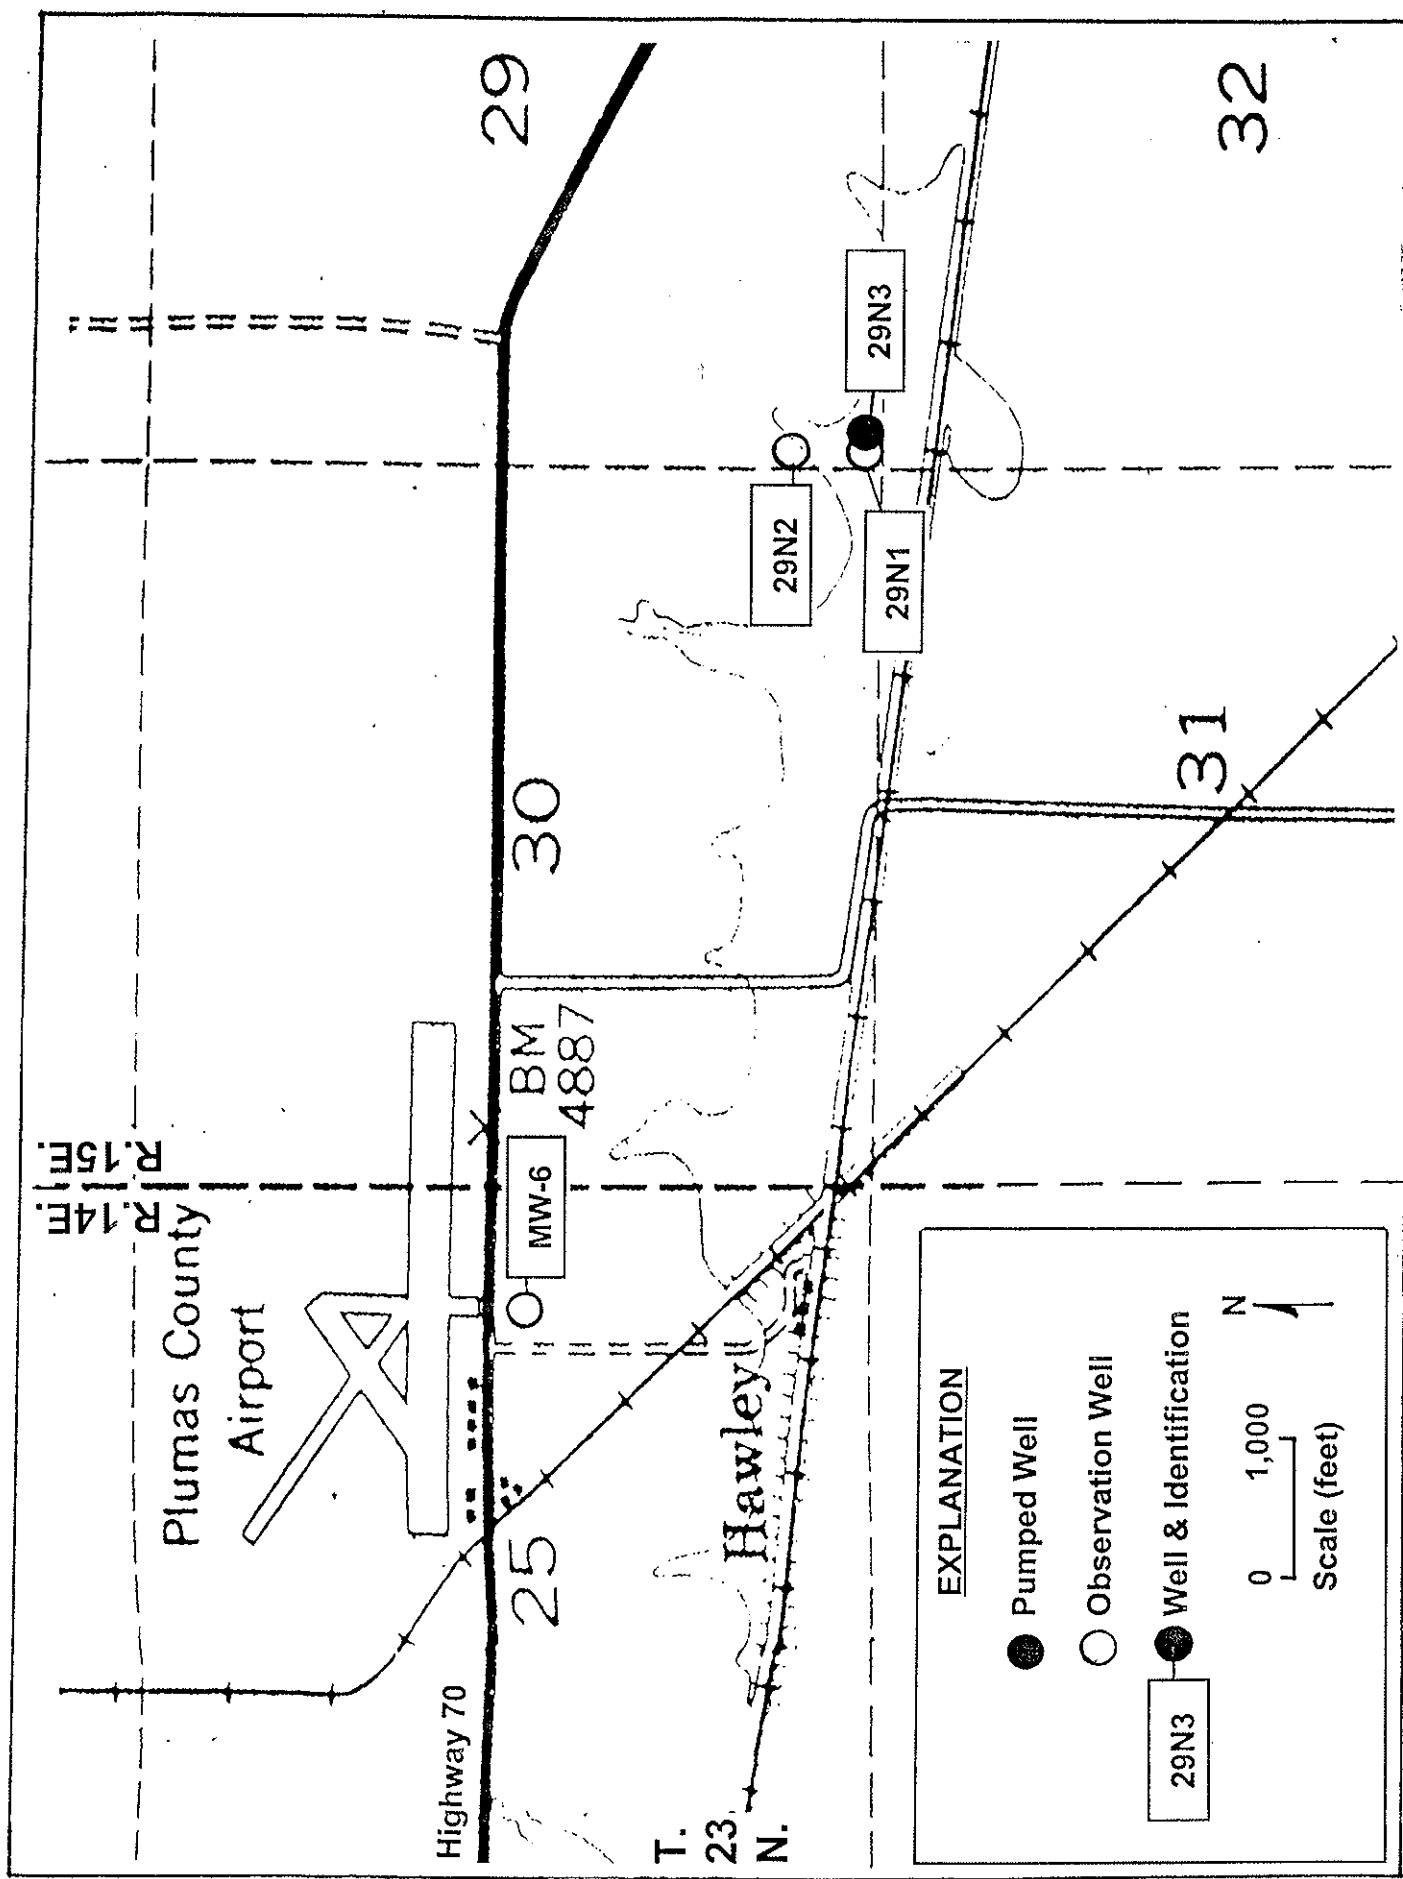 R.14E.
R.15E.
Plumas County
Airport
29
Highway 70
25
MW-6
BM
4887
30
T.
23
N.
Hawley
29N2
29N1
29N3
31
32
EXPLANATION
Pumped Well
Observation Well
29N3
Well & Identification
0
1,000
N
Scale (feet)